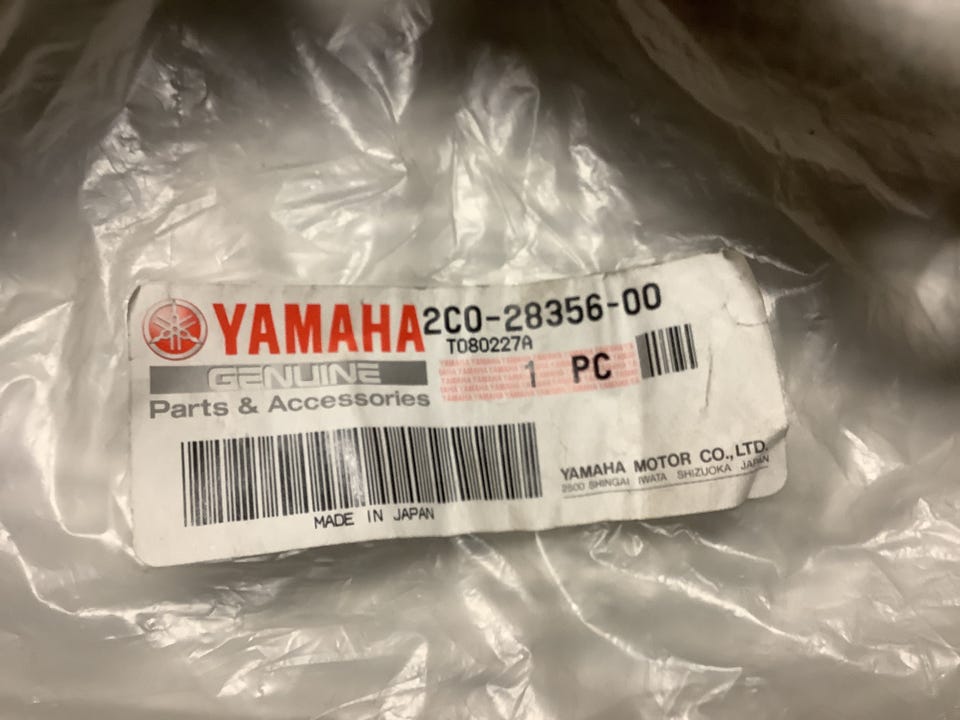 YAMAHA 2C0-28356-00
T080227A
GENUINE
1 PC
Parts & Accessories
YAMAHA MOTOR CO.,LTD.
2500 SHINGAI IWATA SHIZUOKA JAPAN
MADE IN JAPAN